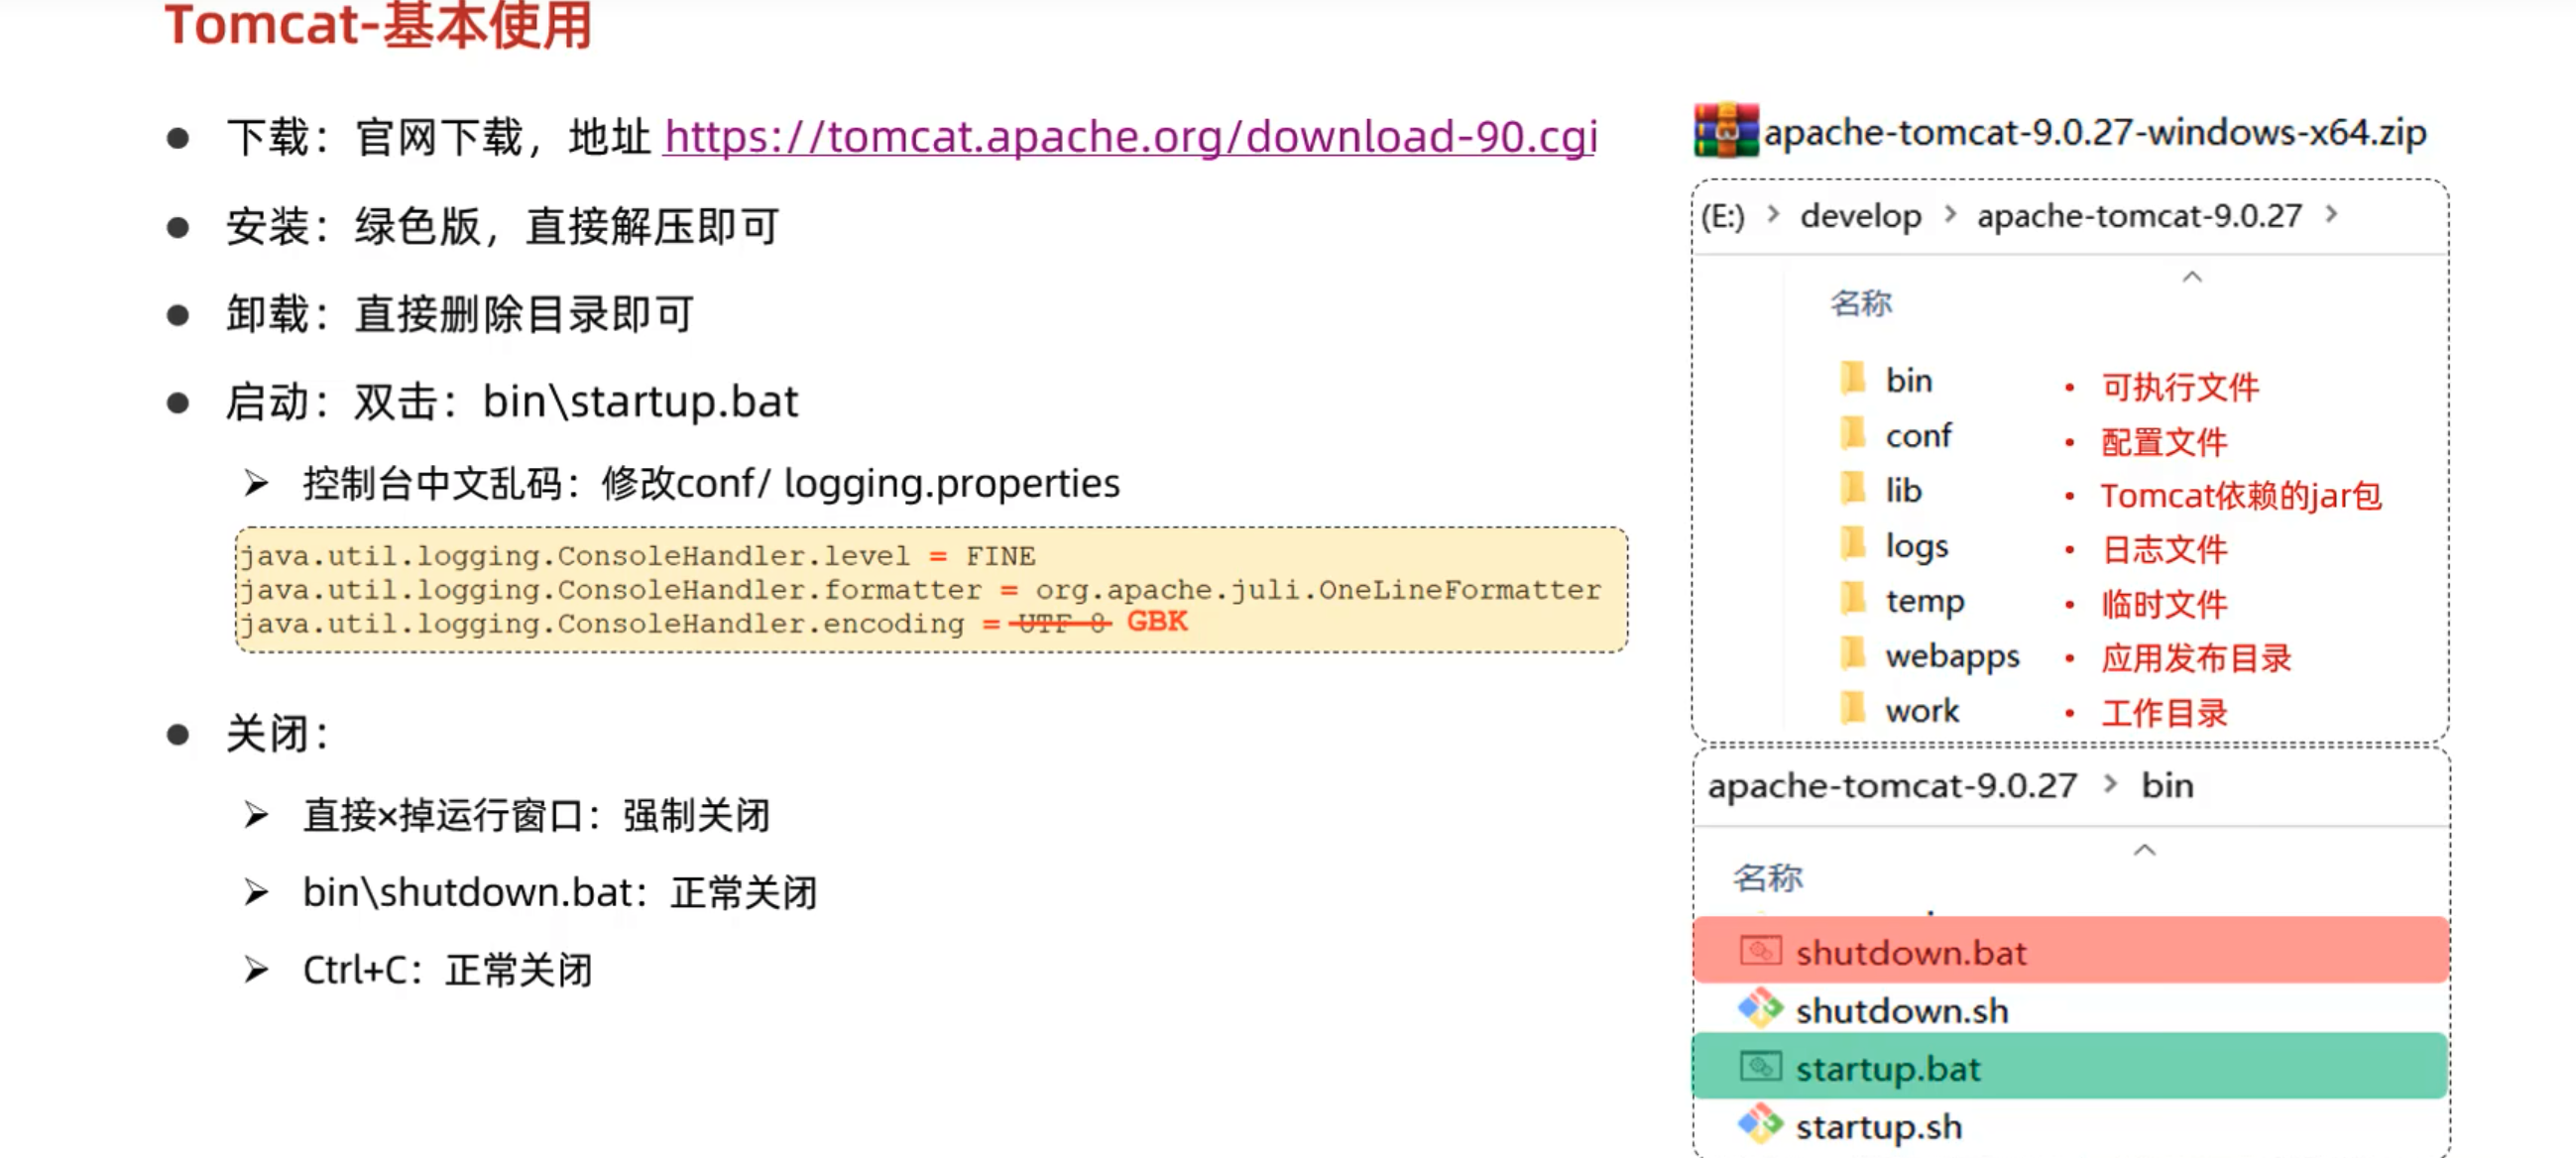 Tomcat-基本使用
下载：官网下载，地址 https://tomcat.apache.org/download-90.cgi
安装：绿色版，直接解压即可
卸载：直接删除目录即可
启动：双击：bin\startup.bat
控制台中文乱码：修改conf/ logging.properties
java.util.logging.ConsoleHandler.level = FINE
java.util.logging.ConsoleHandler.formatter = org.apache.juli.OneLineFormatter
java.util.logging.ConsoleHandler.encoding = UTF-8 GBK
关闭：
直接×掉运行窗口：强制关闭
bin\shutdown.bat：正常关闭
Ctrl+C：正常关闭
apache-tomcat-9.0.27-windows-x64.zip
(E:) > develop > apache-tomcat-9.0.27 >
名称
bin • 可执行文件
conf • 配置文件
lib • Tomcat依赖的jar包
logs • 日志文件
temp • 临时文件
webapps • 应用发布目录
work • 工作目录
apache-tomcat-9.0.27 > bin
名称
shutdown.bat
shutdown.sh
startup.bat
startup.sh